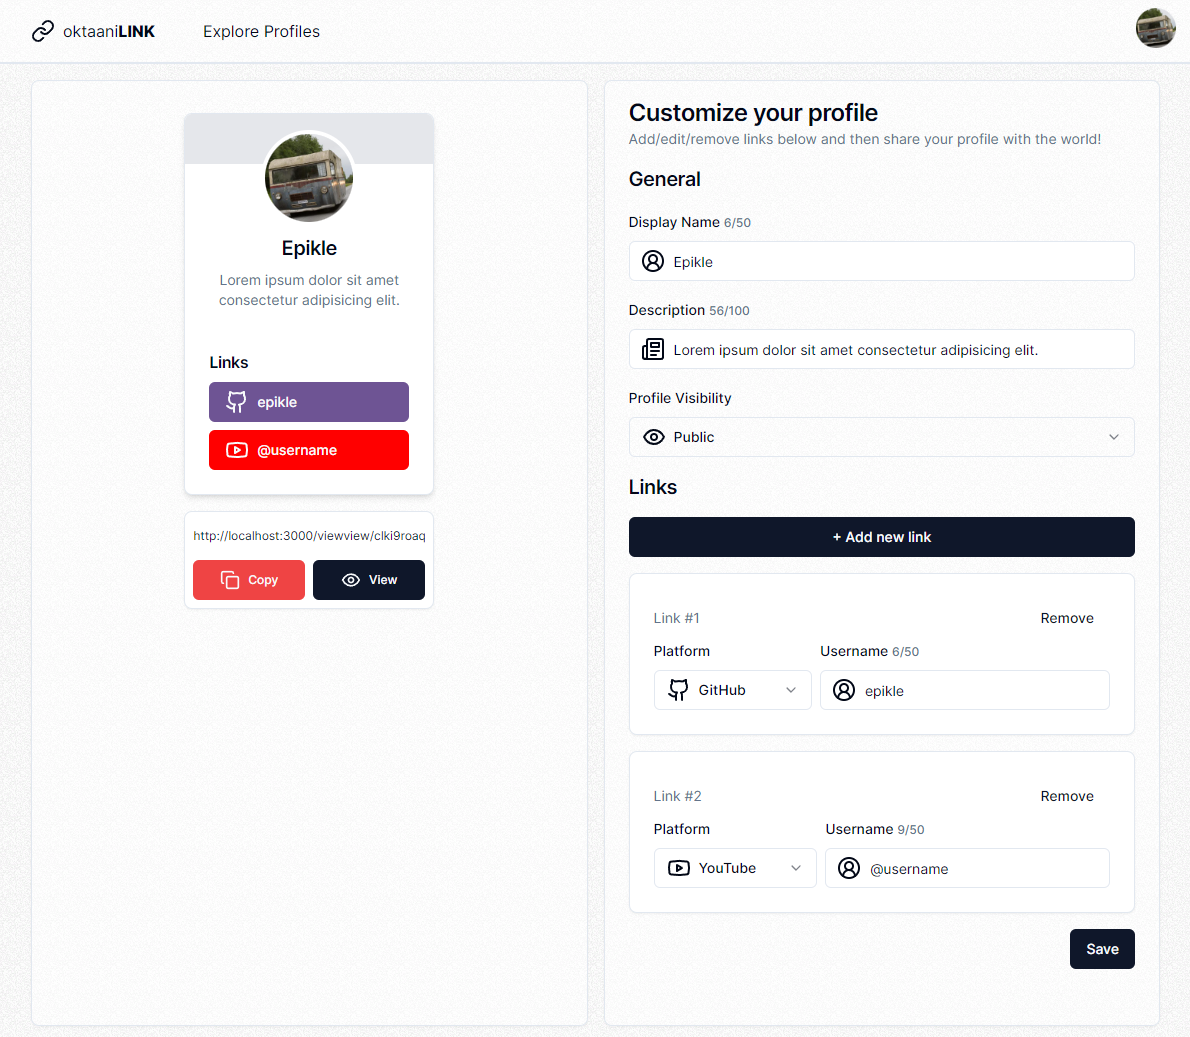 oktaaniLINK
Explore Profiles
Epikle
Lorem ipsum dolor sit amet
consectetur adipisicing elit.
Links
epikle
@username
http://localhost:3000/viewview/clki9roaq
Copy
View
Customize your profile
Add/edit/remove links below and then share your profile with the world!
General
Display Name 6/50
Epikle
Description 56/100
Lorem ipsum dolor sit amet consectetur adipisicing elit.
Profile Visibility
Public
Links
+ Add new link
Link #1
Remove
Platform
Username 6/50
GitHub
epikle
Link #2
Remove
Platform
Username 9/50
YouTube
@username
Save